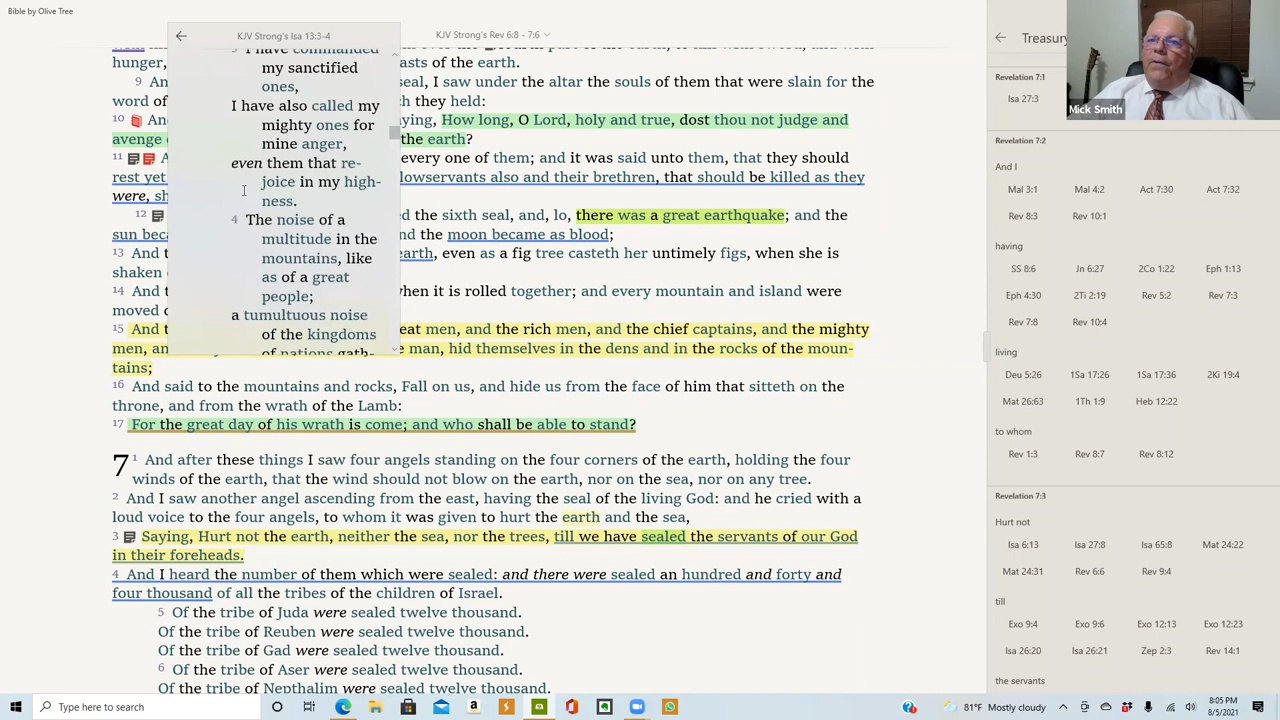 Bible by Olive Tree
KJV Strong's Isa 13:3-4
3 I have commanded
my sanctified
ones,
I have also called my
mighty ones for
mine anger,
even them that re-
joice in my high-
ness.
4 The noise of a
multitude in the
mountains, like
as of a great
people;
a tumultuous noise
of the kingdoms
of nations gath-
KJV Strong's Rev 6:8 - 7:6
hunger, asts of the earth.
9 And seal, I saw under the altar the souls of them that were slain for the
word of ch they held:
10 And ying, How long, O Lord, holy and true, dost thou not judge and
avenge the earth?
11 A every one of them; and it was said unto them, that they should
rest yet lowservants also and their brethren, that should be killed as they
were, sh
12 ed the sixth seal, and, lo, there was a great earthquake; and the
sun beca nd the moon became as blood;
13 And t earth, even as a fig tree casteth her untimely figs, when she is
shaken
14 And t when it is rolled together; and every mountain and island were
moved o
15 And t eat men, and the rich men, and the chief captains, and the mighty
men, an e man, hid themselves in the dens and in the rocks of the moun-
tains;
16 And said to the mountains and rocks, Fall on us, and hide us from the face of him that sitteth on the
throne, and from the wrath of the Lamb:
17 For the great day of his wrath is come; and who shall be able to stand?
7 1 And after these things I saw four angels standing on the four corners of the earth, holding the four
winds of the earth, that the wind should not blow on the earth, nor on the sea, nor on any tree.
2 And I saw another angel ascending from the east, having the seal of the living God: and he cried with a
loud voice to the four angels, to whom it was given to hurt the earth and the sea,
3 Saying, Hurt not the earth, neither the sea, nor the trees, till we have sealed the servants of our God
in their foreheads.
4 And I heard the number of them which were sealed: and there were sealed an hundred and forty and
four thousand of all the tribes of the children of Israel.
5 Of the tribe of Juda were sealed twelve thousand.
Of the tribe of Reuben were sealed twelve thousand.
Of the tribe of Gad were sealed twelve thousand.
6 Of the tribe of Aser were sealed twelve thousand.
Of the tribe of Nepthalim were sealed twelve thousand.
Treasury
Mick Smith
Revelation 7:1
Isa 27:3
Revelation 7:2
And I
Mal 3:1 Mal 4:2 Act 7:30 Act 7:32
Rev 8:3 Rev 10:1
having
SS 8:6 Jn 6:27 2Co 1:22 Eph 1:13
Eph 4:30 2Ti 2:19 Rev 5:2 Rev 7:3
Rev 7:8 Rev 10:4
living
Deu 5:26 1Sa 17:26 1Sa 17:36 2Ki 19:4
Mat 26:63 1Th 1:9 Heb 12:22
to whom
Rev 1:3 Rev 8:7 Rev 8:12
Revelation 7:3
Hurt not
Isa 6:13 Isa 27:8 Isa 65:8 Mat 24:22
Mat 24:31 Rev 6:6 Rev 9:4
till
Exo 9:4 Exo 9:6 Exo 12:13 Exo 12:23
Isa 26:20 Isa 26:21 Zep 2:3 Rev 14:1
the servants
Type here to search
81°F Mostly cloudy
8:05 PM
8/5/2021